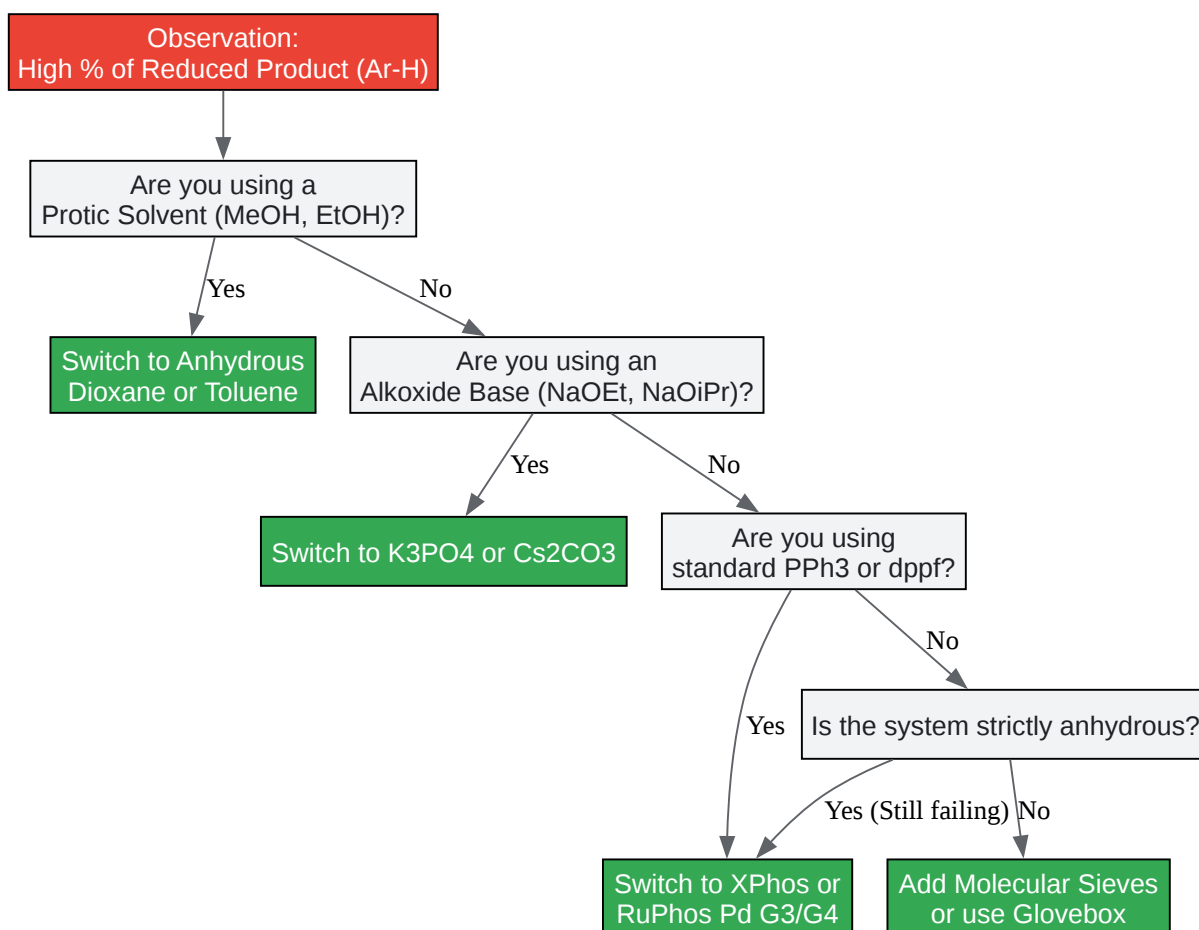 Observation:
High % of Reduced Product (Ar-H)
Are you using a
Protic Solvent (MeOH, EtOH)?
Yes
No
Switch to Anhydrous
Dioxane or Toluene
Are you using an
Alkoxide Base (NaOEt, NaOiPr)?
Yes
No
Switch to K3PO4 or Cs2CO3
Are you using
standard PPh3 or dppf?
No
Yes
Is the system strictly anhydrous?
Yes (Still failing)
No
Switch to XPhos or
RuPhos Pd G3/G4
Add Molecular Sieves
or use Glovebox